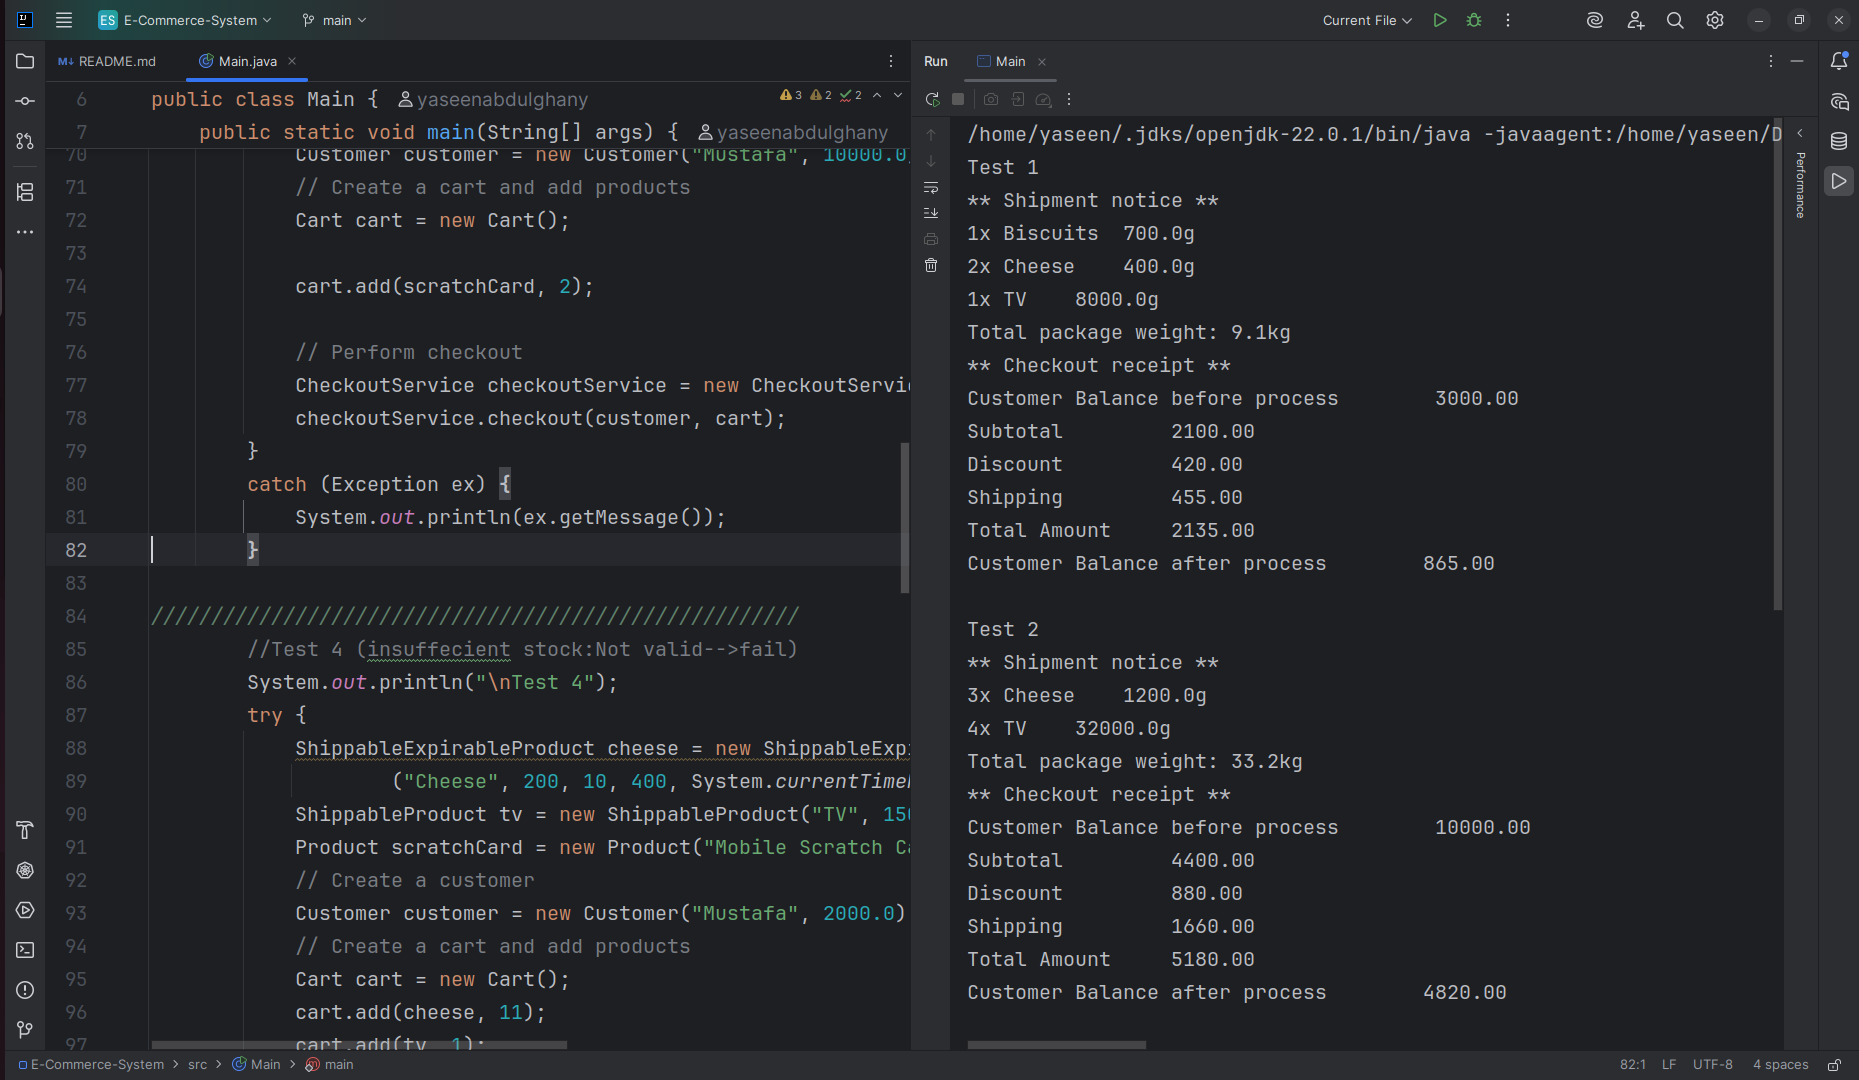 ES E-Commerce-System main Current File
README.md Main.java
6 public class Main { yaseenabdulghany 3 2 2
7 public static void main(String[] args) { yaseenabdulghany
70 Customer customer = new Customer("Mustafa", 10000.0
71 // Create a cart and add products
72 Cart cart = new Cart();
73
74 cart.add(scratchCard, 2);
75
76 // Perform checkout
77 CheckoutService checkoutService = new CheckoutServi
78 checkoutService.checkout(customer, cart);
79 }
80 catch (Exception ex) {
81 System.out.println(ex.getMessage());
82 }
83
84 //////////////////////////////////////////////////////
85 //Test 4 (insuffecient stock:Not valid-->fail)
86 System.out.println("\nTest 4");
87 try {
88 ShippableExpirableProduct cheese = new ShippableExp
89 ("Cheese", 200, 10, 400, System.currentTime
90 ShippableProduct tv = new ShippableProduct("TV", 150
91 Product scratchCard = new Product("Mobile Scratch Ca
92 // Create a customer
93 Customer customer = new Customer("Mustafa", 2000.0)
94 // Create a cart and add products
95 Cart cart = new Cart();
96 cart.add(cheese, 11);
97 cart.add(tv, 1);
Run Main
/home/yaseen/.jdks/openjdk-22.0.1/bin/java -javaagent:/home/yaseen/D
Test 1
** Shipment notice **
1x Biscuits 700.0g
2x Cheese 400.0g
1x TV 8000.0g
Total package weight: 9.1kg
** Checkout receipt **
Customer Balance before process 3000.00
Subtotal 2100.00
Discount 420.00
Shipping 455.00
Total Amount 2135.00
Customer Balance after process 865.00
Test 2
** Shipment notice **
3x Cheese 1200.0g
4x TV 32000.0g
Total package weight: 33.2kg
** Checkout receipt **
Customer Balance before process 10000.00
Subtotal 4400.00
Discount 880.00
Shipping 1660.00
Total Amount 5180.00
Customer Balance after process 4820.00
Performance
E-Commerce-System > src > Main > main
82:1 LF UTF-8 4 spaces